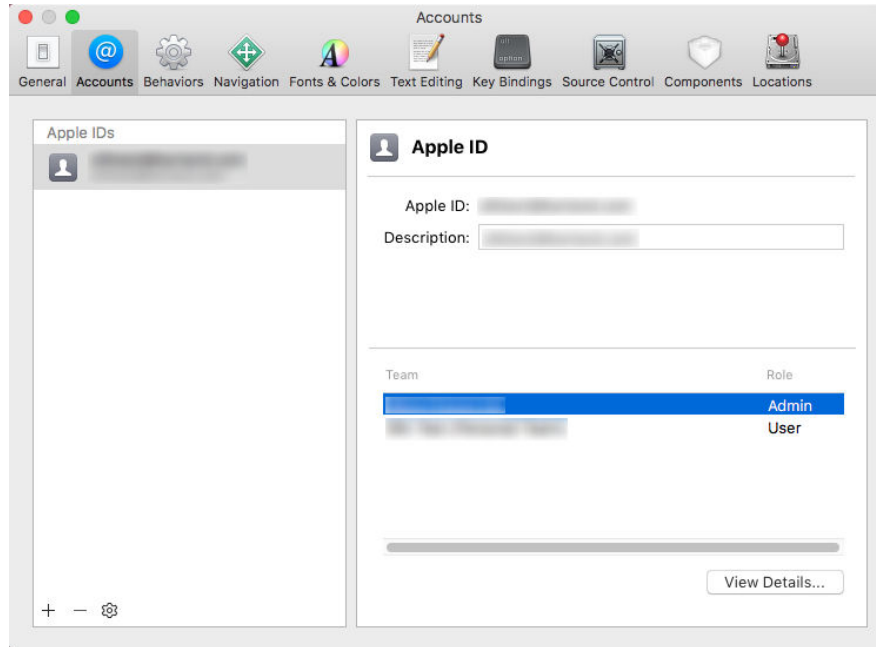 Accounts
General Accounts Behaviors Navigation Fonts & Colors Text Editing Key Bindings Source Control Components Locations
Apple IDs
Apple ID
Apple ID:
Description:
Team Role
Admin
User
View Details...